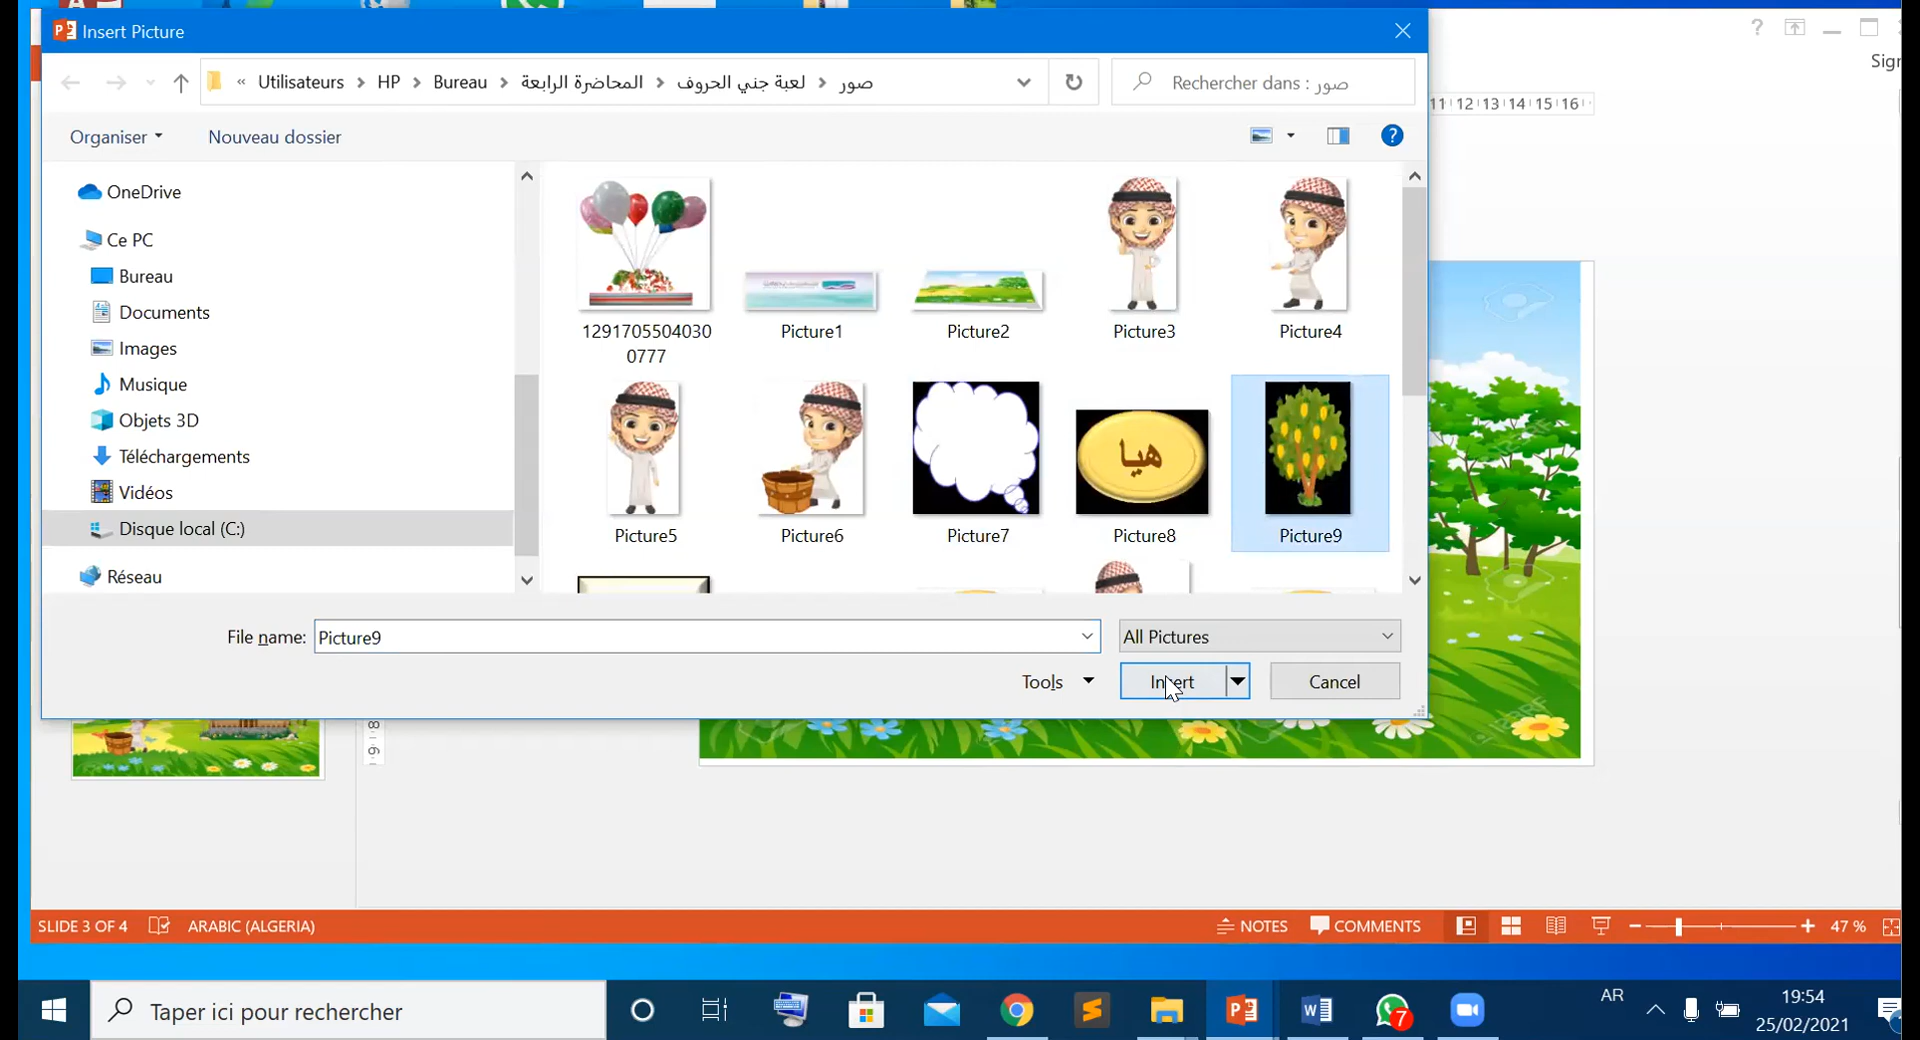 Insert Picture
« Utilisateurs › HP › Bureau › المحاضرة الرابعة › لعبة جني الحروف › صور
Rechercher dans : صور
Organiser
Nouveau dossier
OneDrive
Ce PC
Bureau
Documents
Images
Musique
Objets 3D
Téléchargements
Vidéos
Disque local (C:)
Réseau
1291705504030
0777
Picture1
Picture2
Picture3
Picture4
هيا
Picture5
Picture6
Picture7
Picture8
Picture9
File name:
Picture9
All Pictures
Tools
Insert
Cancel
?
Sign
11 12 13 14 15 16
8
9
SLIDE 3 OF 4
ARABIC (ALGERIA)
NOTES
COMMENTS
47 %
Taper ici pour rechercher
7
AR
19:54
25/02/2021